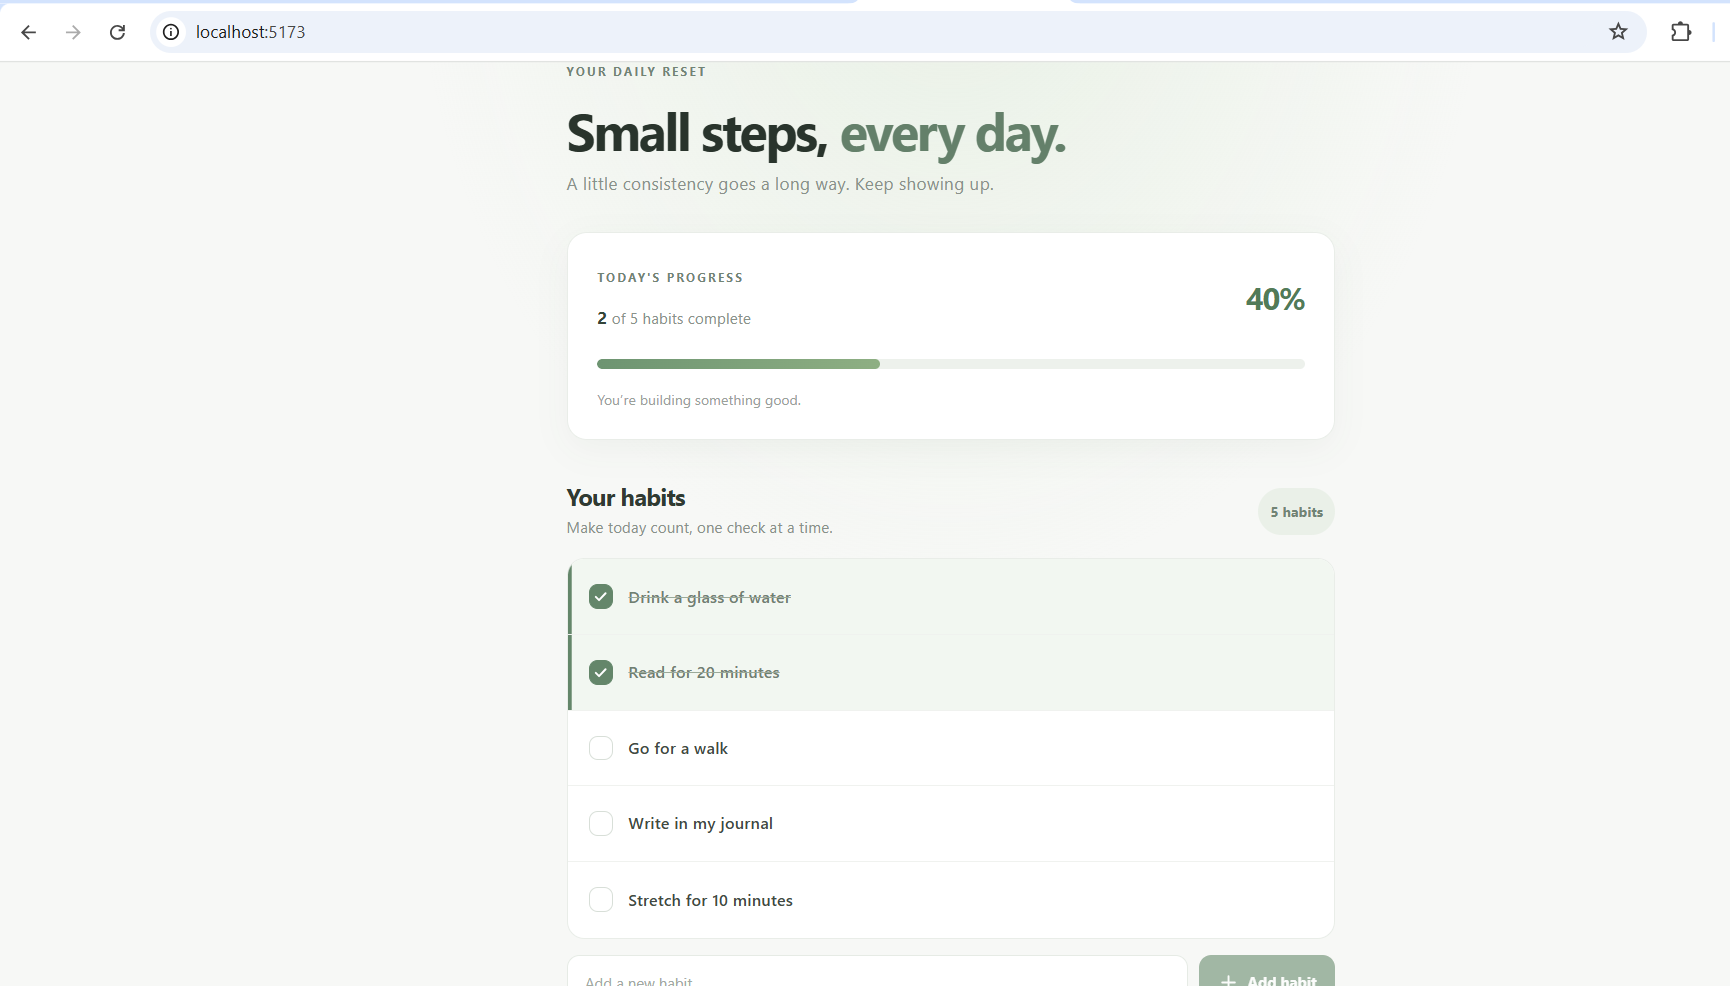 localhost:5173
YOUR DAILY RESET
Small steps, every day.
A little consistency goes a long way. Keep showing up.
TODAY'S PROGRESS
40%
2 of 5 habits complete
You're building something good.
Your habits
5 habits
Make today count, one check at a time.
Drink a glass of water
Read for 20 minutes
Go for a walk
Write in my journal
Stretch for 10 minutes
Add a new habit
+ Add habit